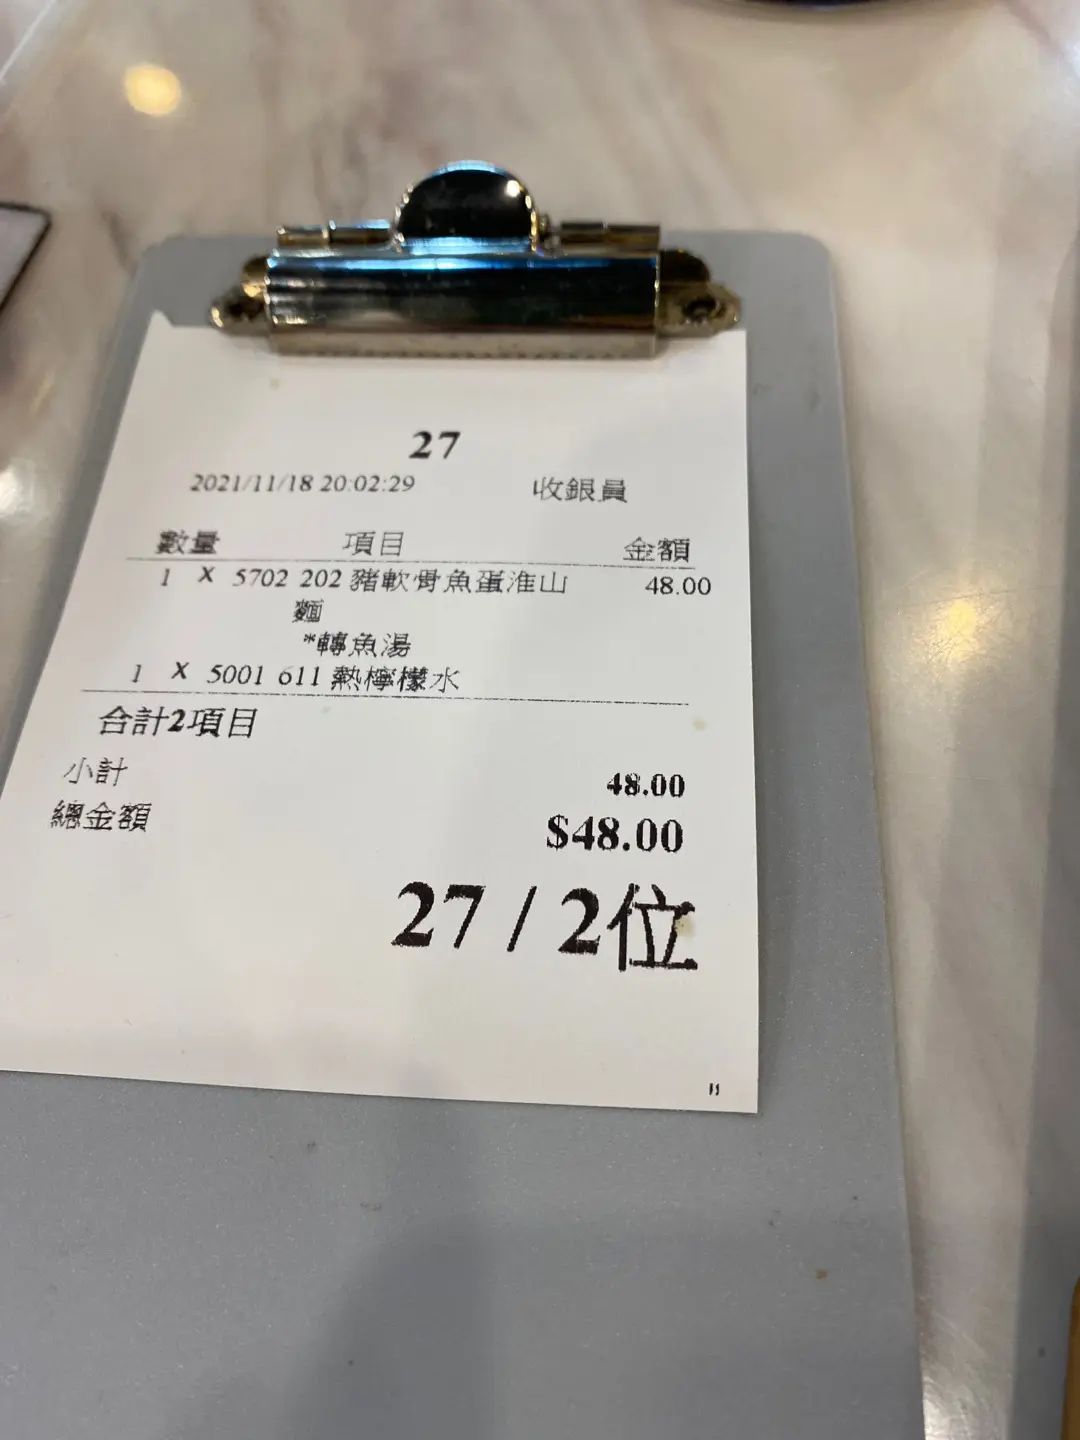 27
2021/11/18 20:02:29 收銀員
數量 項目 金額
1 X 5702 202 豬軟骨魚蛋淮山 48.00
麵
*轉魚湯
1 X 5001 611 熱檸檬水
合計2項目
小計 48.00
總金額 $48.00
27 / 2位
11